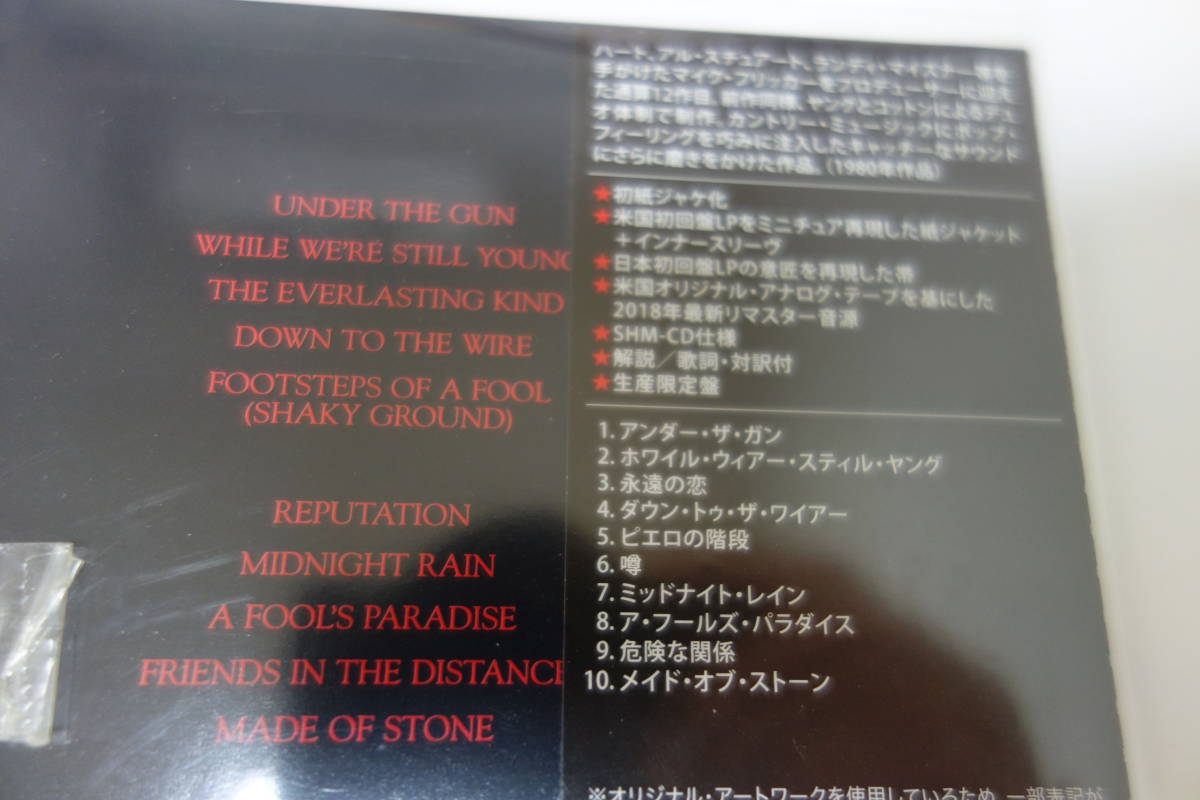 UNDER THE GUN
WHILE WE'RE STILL YOUNG
THE EVERLASTING KIND
DOWN TO THE WIRE
FOOTSTEPS OF A FOOL
(SHAKY GROUND)
REPUTATION
MIDNIGHT RAIN
A FOOL'S PARADISE
FRIENDS IN THE DISTANCE
MADE OF STONE
ハート、アル・スチュアート、ランディ・マイズナー等を
手がけたマイク・フリッカーをプロデューサーに迎え
た通算12作目。前作同様、ヤングとコットンによるデュ
オ体制で制作。カントリー・ミュージックにポップ・
フィーリングを巧みに注入したキャッチーなサウンド
にさらに磨きをかけた作品。（1980年作品）
★初紙ジャケ化
★米国初回盤LPをミニチュア再現した紙ジャケット
＋インナースリーヴ
★日本初回盤LPの意匠を再現した帯
★米国オリジナル・アナログ・テープを基にした
2018年最新リマスター音源
★SHM-CD仕様
★解説／歌詞・対訳付
★生産限定盤
1. アンダー・ザ・ガン
2. ホワイル・ウィアー・スティル・ヤング
3. 永遠の恋
4. ダウン・トゥ・ザ・ワイアー
5. ピエロの階段
6. 噂
7. ミッドナイト・レイン
8. ア・フールズ・パラダイス
9. 危険な関係
10. メイド・オブ・ストーン
※オリジナル・アートワークを使用しているため、一部表記が